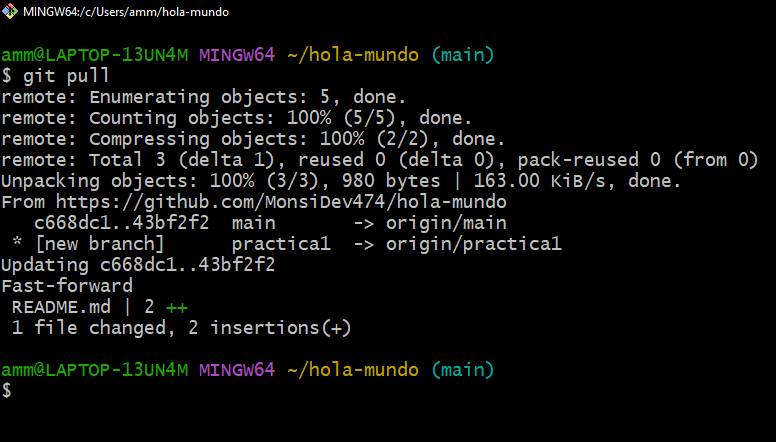 MINGW64:/c/Users/amm/hola-mundo
amm@LAPTOP-13UN4M MINGW64 ~/hola-mundo (main)
$ git pull
remote: Enumerating objects: 5, done.
remote: Counting objects: 100% (5/5), done.
remote: Compressing objects: 100% (2/2), done.
remote: Total 3 (delta 1), reused 0 (delta 0), pack-reused 0 (from 0)
Unpacking objects: 100% (3/3), 980 bytes | 163.00 KiB/s, done.
From https://github.com/MonsiDev474/hola-mundo
   c668dc1..43bf2f2  main       -> origin/main
 * [new branch]      practica1  -> origin/practica1
Updating c668dc1..43bf2f2
Fast-forward
 README.md | 2 ++
 1 file changed, 2 insertions(+)
amm@LAPTOP-13UN4M MINGW64 ~/hola-mundo (main)
$